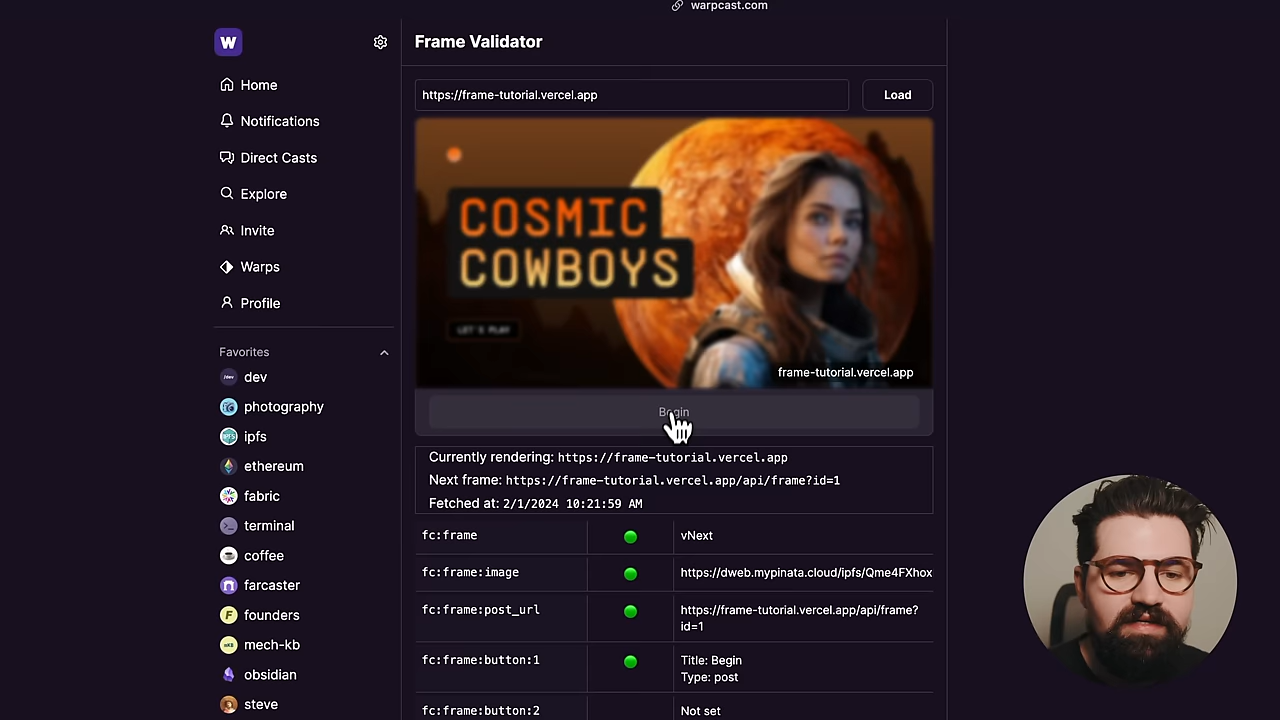 warpcast.com
W
Frame Validator
Home
Notifications
Direct Casts
Explore
Invite
Warps
Profile
Favorites
/dev
dev
photography
IPFS
ipfs
ethereum
fabric
terminal
coffee
farcaster
F
founders
mKB
mech-kb
obsidian
steve
https://frame-tutorial.vercel.app
Load
COSMIC
COWBOYS
LET'S PLAY
frame-tutorial.vercel.app
Begin
Currently rendering: https://frame-tutorial.vercel.app
Next frame: https://frame-tutorial.vercel.app/api/frame?id=1
Fetched at: 2/1/2024 10:21:59 AM
fc:frame vNext
fc:frame:image https://dweb.mypinata.cloud/ipfs/Qme4FXhox
fc:frame:post_url https://frame-tutorial.vercel.app/api/frame?
id=1
fc:frame:button:1 Title: Begin
Type: post
fc:frame:button:2 Not set